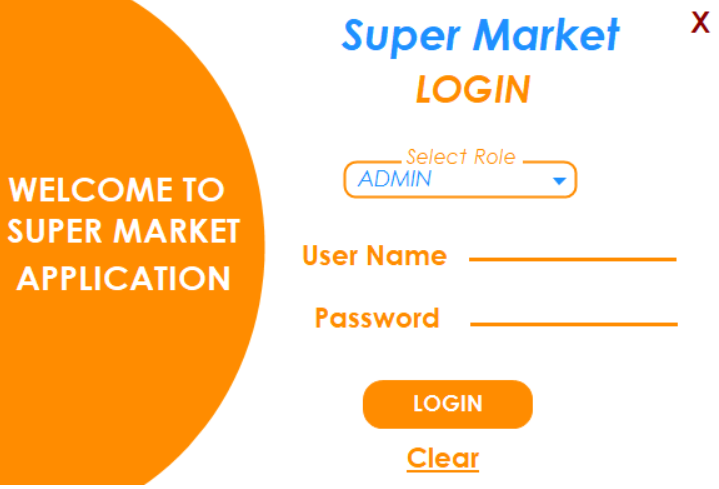 WELCOME TO
SUPER MARKET
APPLICATION
Super Market
X
LOGIN
Select Role
ADMIN
User Name
Password
LOGIN
Clear